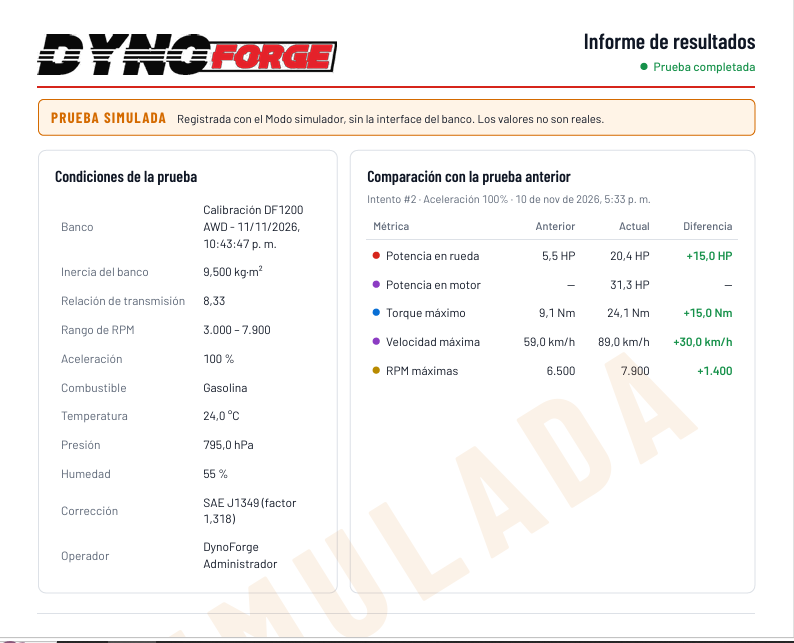 DYNOFORGE
Informe de resultados
Prueba completada
PRUEBA SIMULADA Registrada con el Modo simulador, sin la interface del banco. Los valores no son reales.
Condiciones de la prueba
Banco
Calibración DF1200
AWD - 11/11/2026,
10:43:47 p. m.
Inercia del banco 9,500 kg·m²
Relación de transmisión 8,33
Rango de RPM 3.000 – 7.900
Aceleración 100 %
Combustible Gasolina
Temperatura 24,0 °C
Presión 795,0 hPa
Humedad 55 %
Corrección
SAE J1349 (factor
1,318)
Operador
DynoForge
Administrador
Comparación con la prueba anterior
Intento #2 · Aceleración 100% · 10 de nov de 2026, 5:33 p. m.
Métrica Anterior Actual Diferencia
Potencia en rueda 5,5 HP 20,4 HP +15,0 HP
Potencia en motor — 31,3 HP —
Torque máximo 9,1 Nm 24,1 Nm +15,0 Nm
Velocidad máxima 59,0 km/h 89,0 km/h +30,0 km/h
RPM máximas 6.500 7.900 +1.400
MULADA